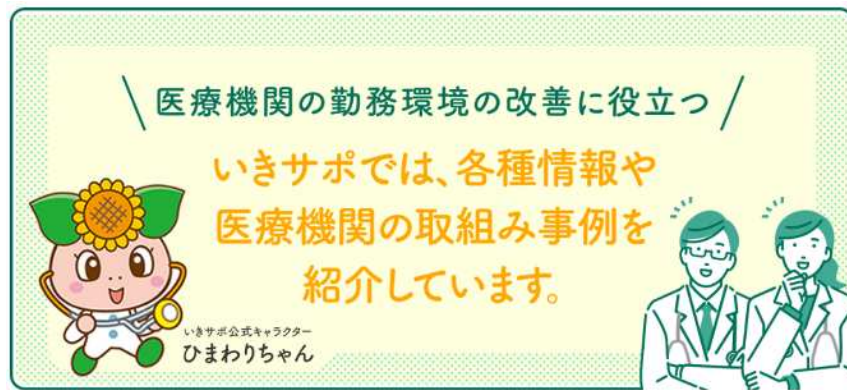 医療機関の勤務環境の改善に役立つ
いきサポでは、各種情報や
医療機関の取組み事例を
紹介しています。
いきサポ公式キャラクター
ひまわりちゃん